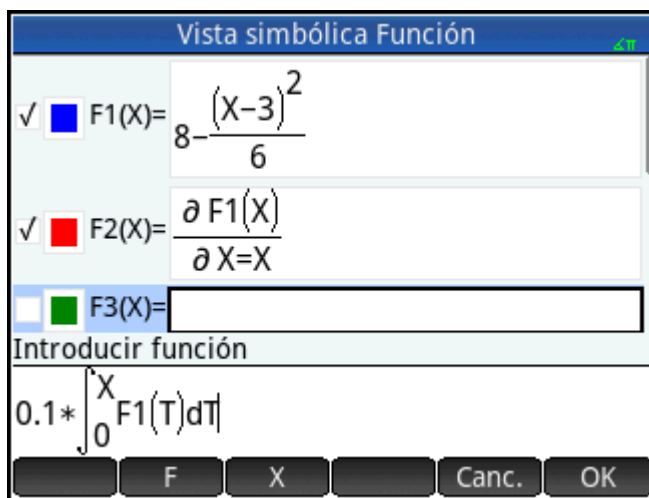 Vista simbólica Función
∡π
√ F1(X)= 8-(X-3)²/6
√ F2(X)= ∂ F1(X)/∂ X=X
F3(X)=
Introducir función
0.1*∫₀ˣ F1(T)dT
F X Canc. OK